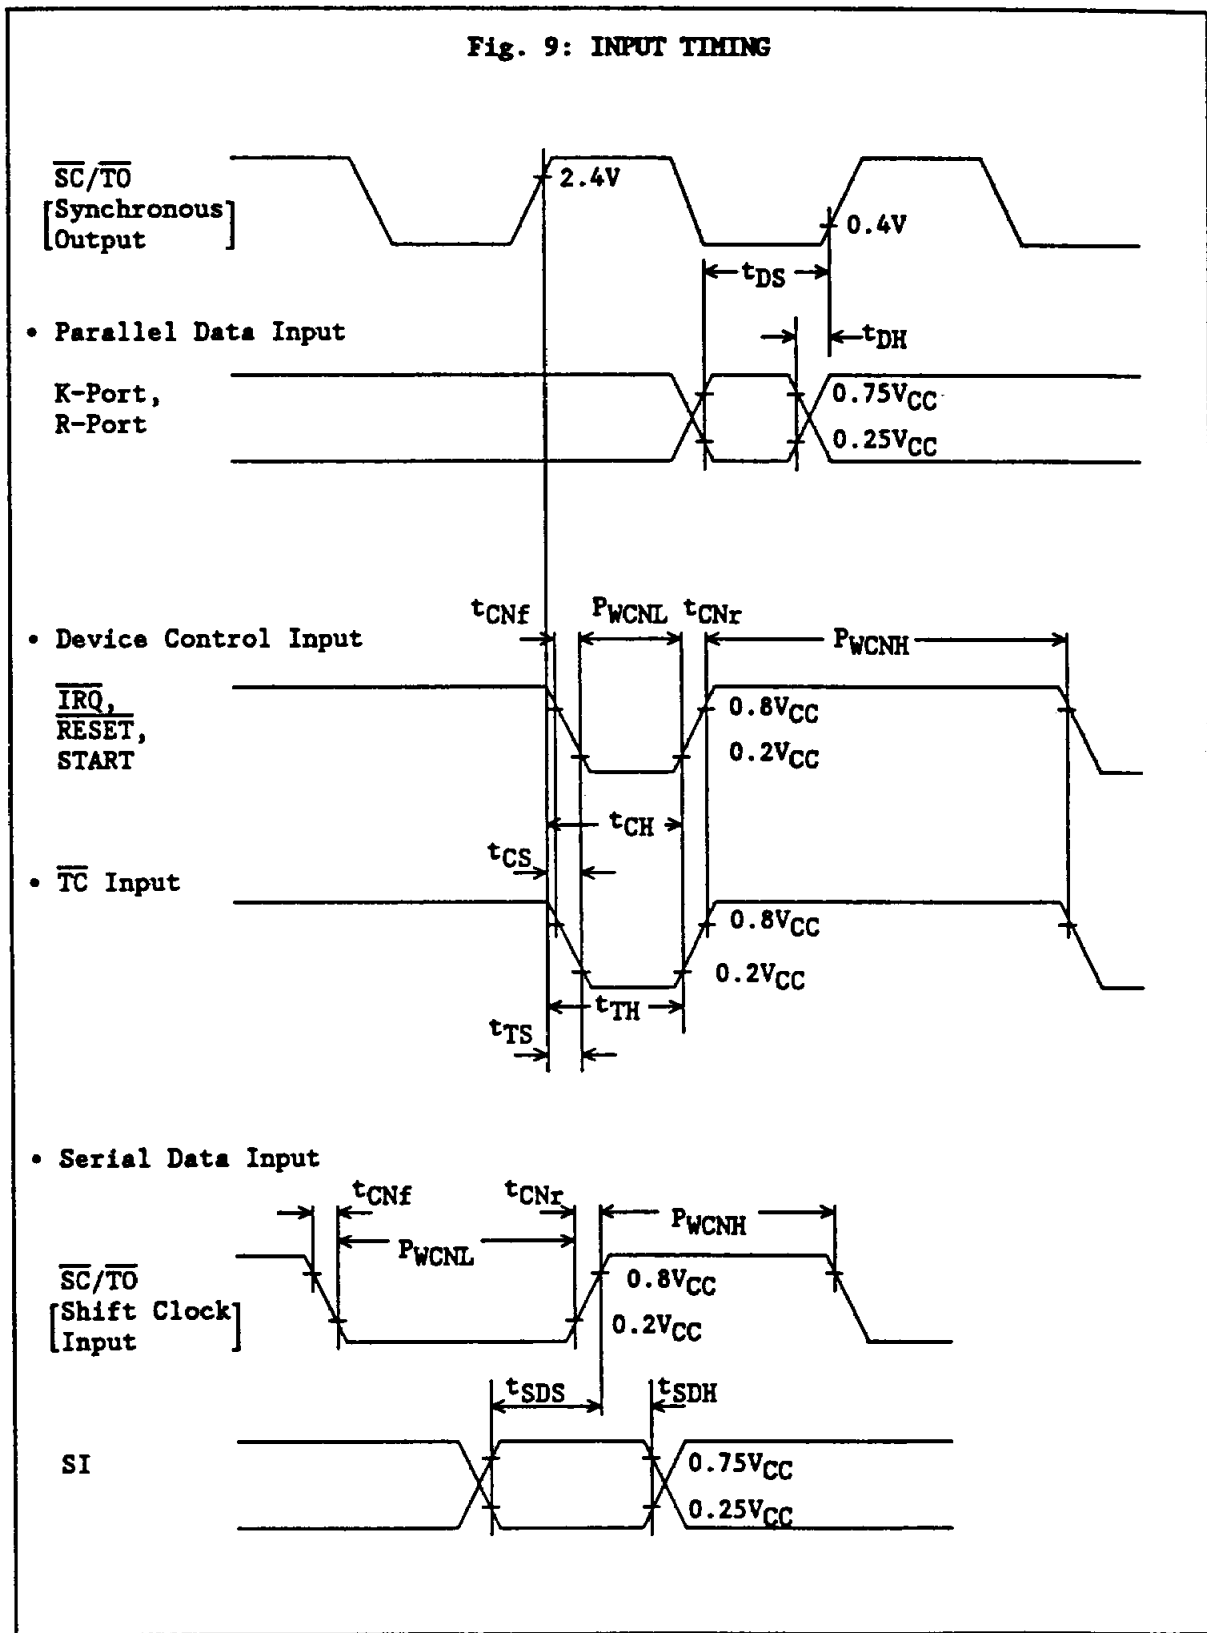 Fig. 9: INPUT TIMING
SC/TO
[Synchronous
Output]
2.4V
0.4V
tDS
• Parallel Data Input
tDH
K-Port,
R-Port
0.75VCC
0.25VCC
tCNf
PWCNL
tCNr
• Device Control Input
PWCNH
IRQ,
RESET,
START
0.8VCC
0.2VCC
tCH
tCS
• TC Input
0.8VCC
0.2VCC
tTH
tTS
• Serial Data Input
tCNf
tCNr
PWCNH
PWCNL
SC/TO
[Shift Clock
Input]
0.8VCC
0.2VCC
tSDS
tSDH
SI
0.75VCC
0.25VCC